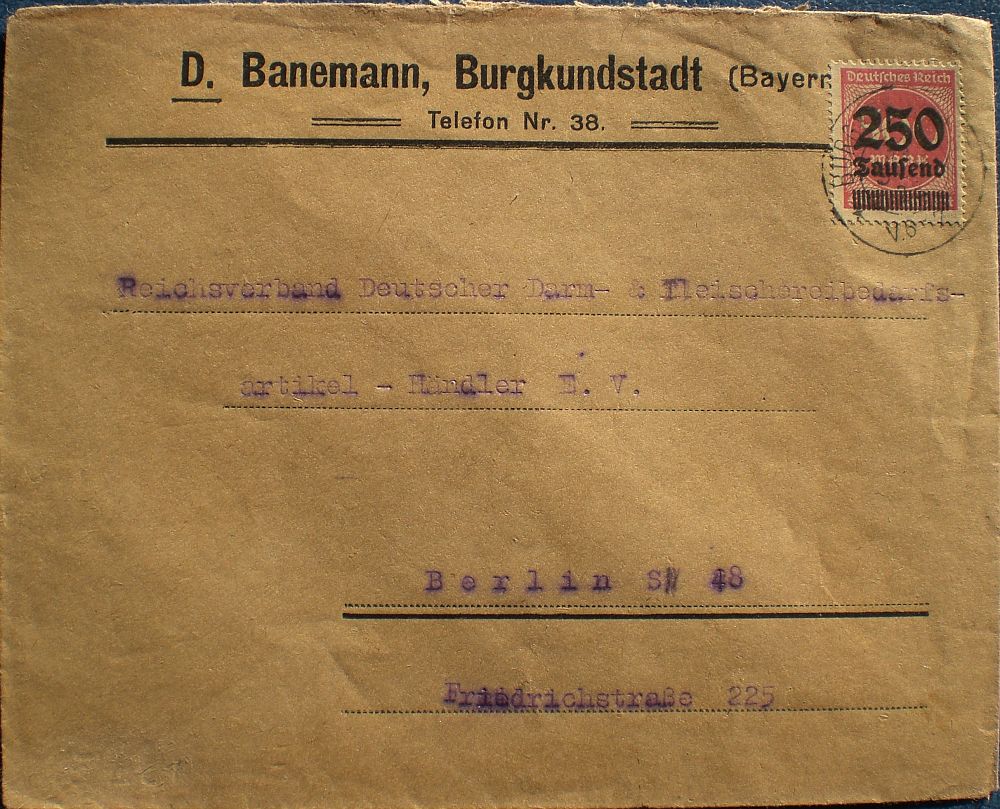 D. Banemann, Burgkundstadt (Bayern
Telefon Nr. 38.
Deutsches Reich
250
Tausend
Reichsverband Deutscher Darm- & Fleischereibedarfs-
artikel - Händler E. V.
Berlin SW 48
Friedrichstraße 225